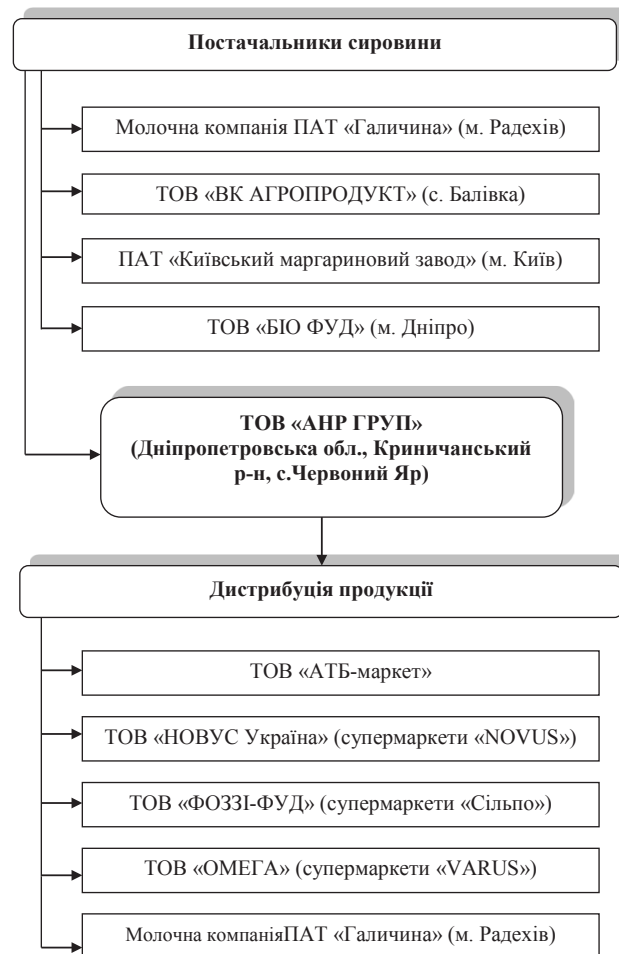 Постачальники сировини
Молочна компанія ПАТ «Галичина» (м. Радехів)
ТОВ «ВК АГРОПРОДУКТ» (с. Балівка)
ПАТ «Київський маргариновий завод» (м. Київ)
ТОВ «БІО ФУД» (м. Дніпро)
ТОВ «АНР ГРУП»
(Дніпропетровська обл., Криничанський
р-н, с.Червоний Яр)
Дистрибуція продукції
ТОВ «АТБ-маркет»
ТОВ «НОВУС Україна» (супермаркети «NOVUS»)
ТОВ «ФОЗЗІ-ФУД» (супермаркети «Сільпо»)
ТОВ «ОМЕГА» (супермаркети «VARUS»)
Молочна компаніяПАТ «Галичина» (м. Радехів)